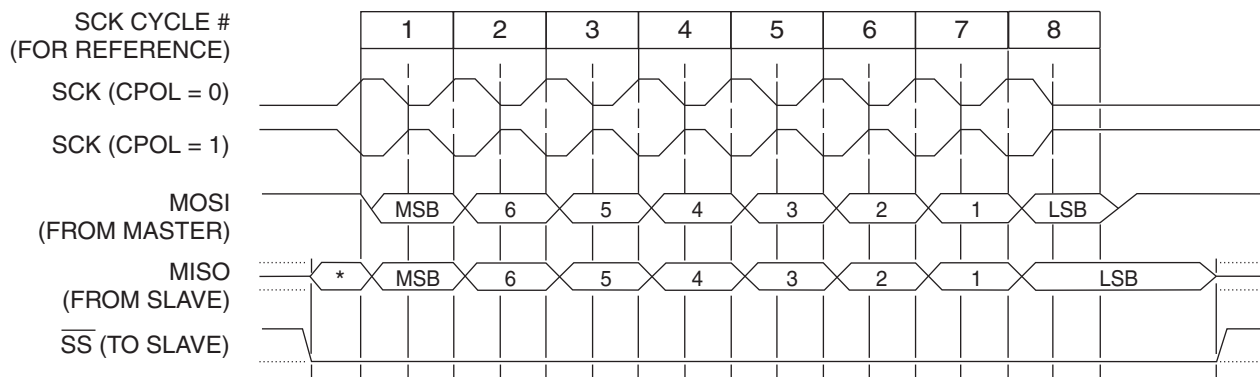 SCK CYCLE #
(FOR REFERENCE)
1 2 3 4 5 6 7 8
SCK (CPOL = 0)
SCK (CPOL = 1)
MOSI
(FROM MASTER)
MSB 6 5 4 3 2 1 LSB
MISO
(FROM SLAVE)
* MSB 6 5 4 3 2 1 LSB
SS (TO SLAVE)